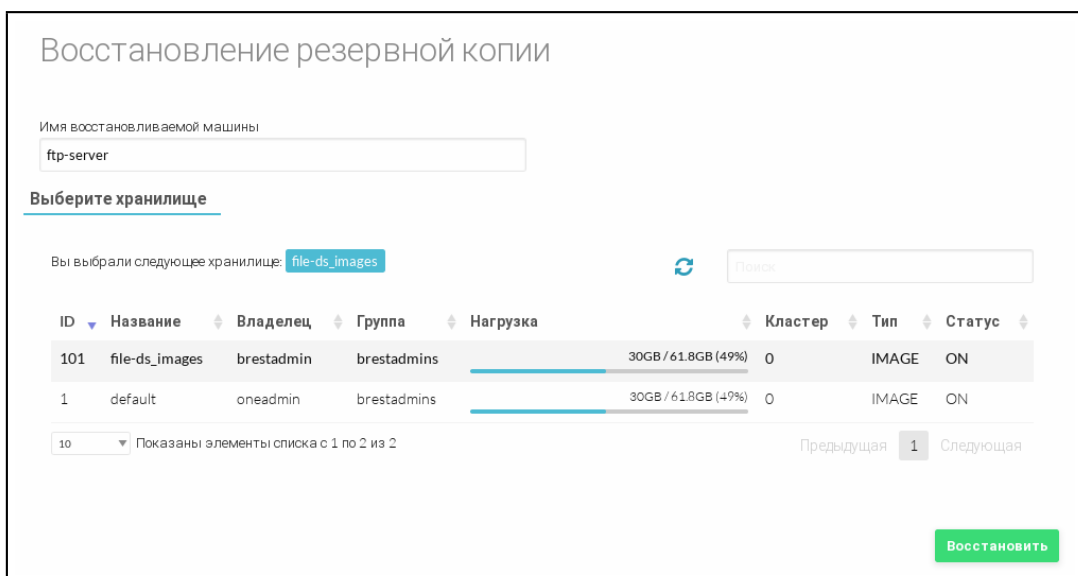 Восстановление резервной копии
Имя восстановливаемой машины
ftp-server
Выберите хранилище
Вы выбрали следующее хранилище: file-ds_images
Поиск
ID Название Владелец Группа Нагрузка Кластер Тип Статус
101 file-ds_images brestadmin brestadmins 30GB / 61.8GB (49%) 0 IMAGE ON
1 default oneadmin brestadmins 30GB / 61.8GB (49%) 0 IMAGE ON
10 Показаны элементы списка с 1 по 2 из 2 Предыдущая 1 Следующая
Восстановить